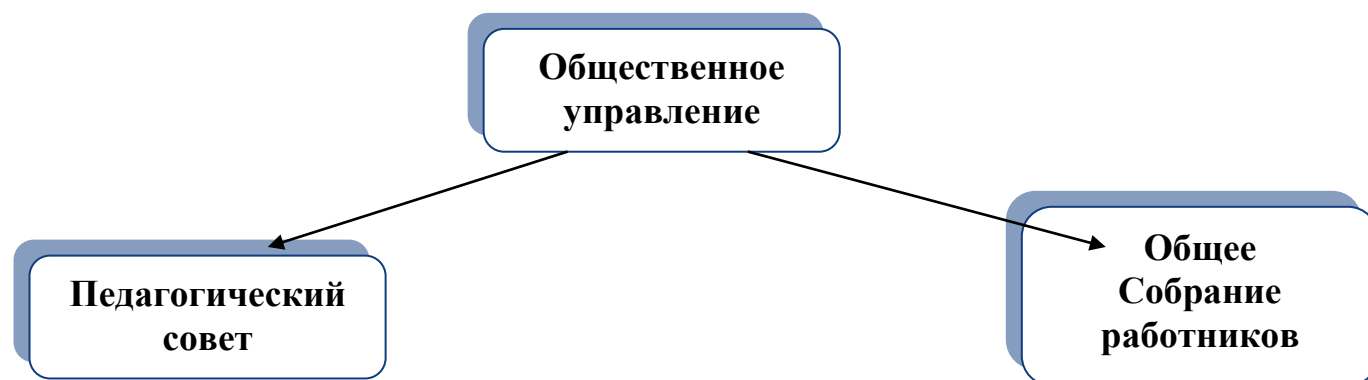 Общественное
управление
Педагогический
совет
Общее
Собрание
работников